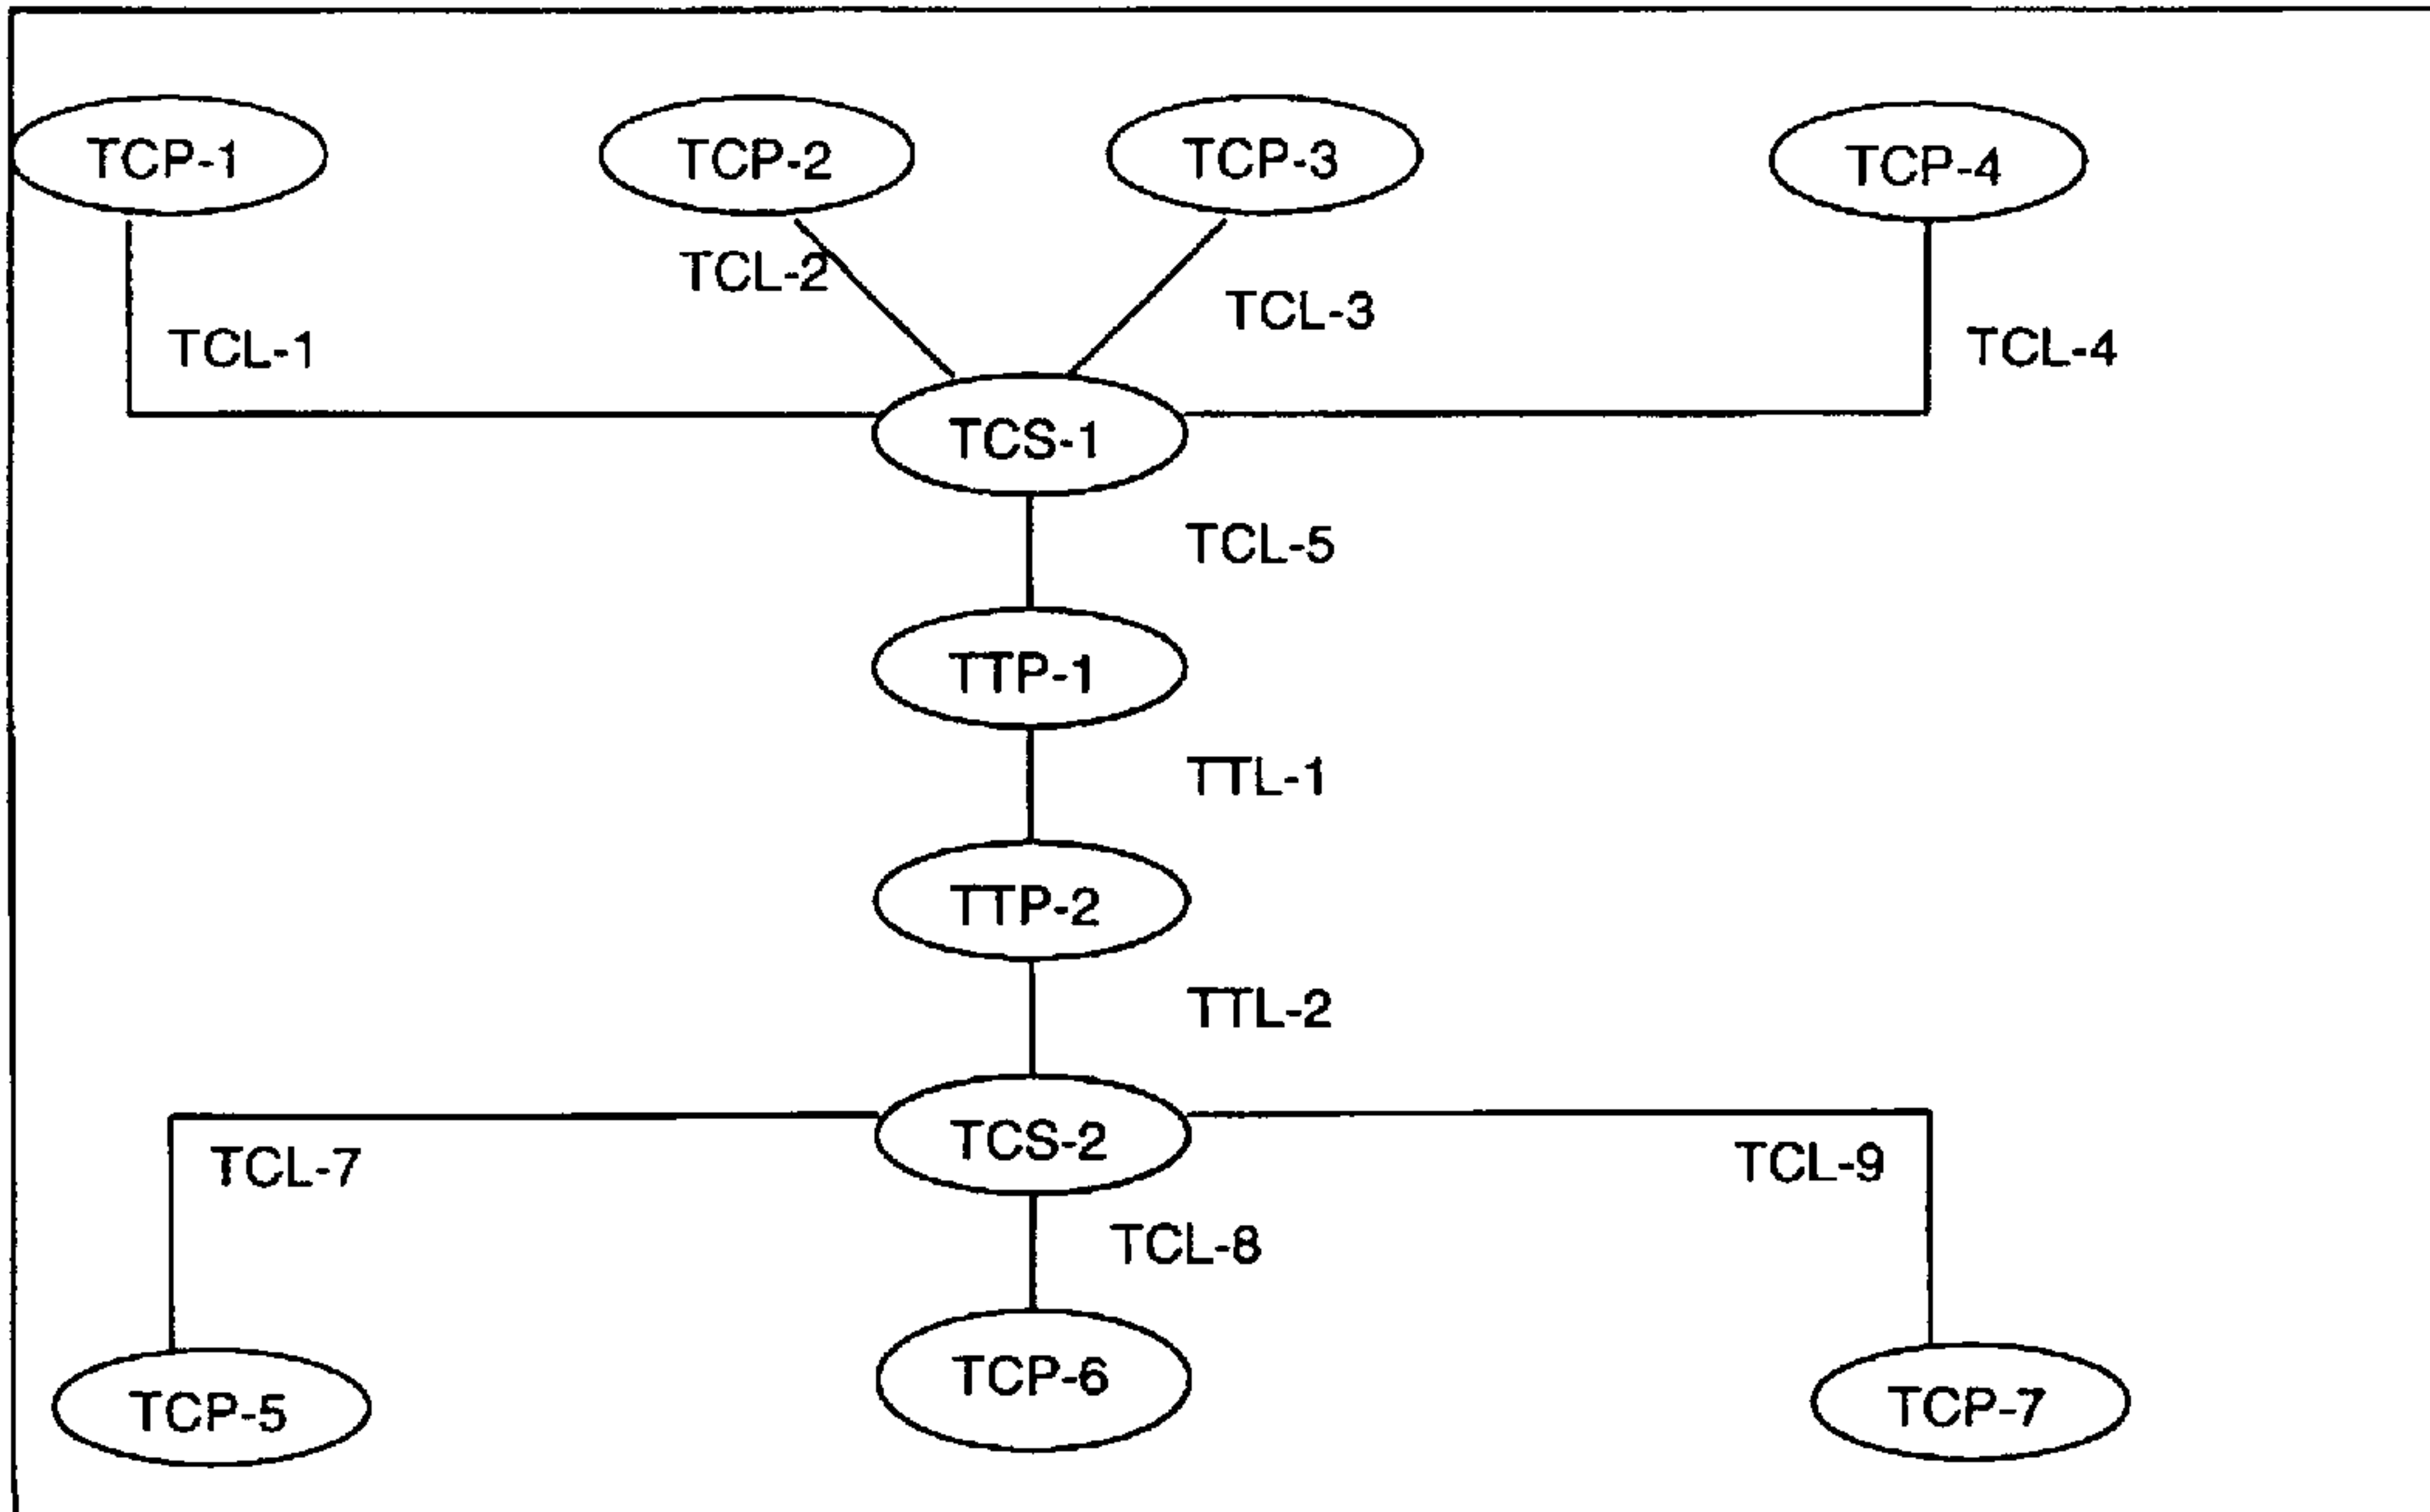 TCP-1
TCP-2
TCP-3
TCP-4
TCL-2
TCL-3
TCL-1
TCL-4
TCS-1
TCL-5
TTP-1
TTL-1
TTP-2
TTL-2
TCS-2
TCL-7
TCL-9
TCL-8
TCP-5
TCP-6
TCP-7